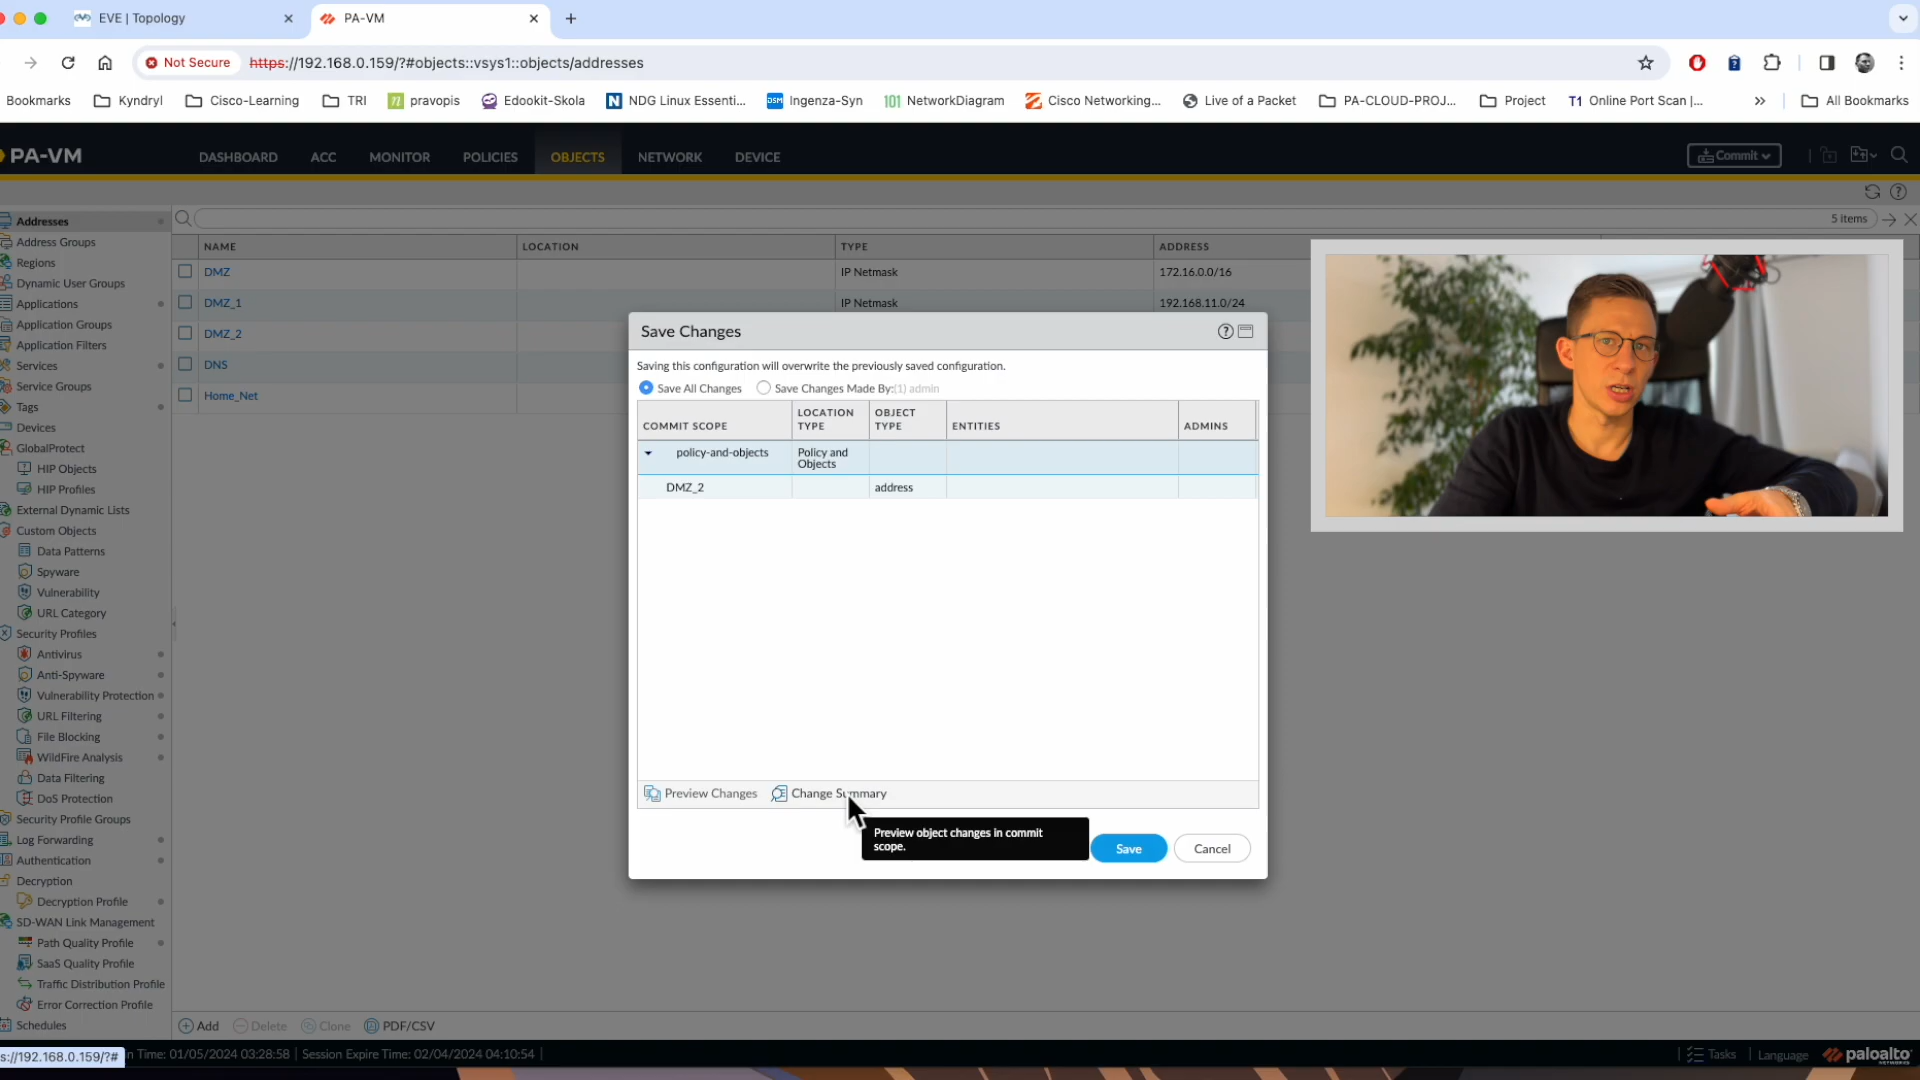 EVE | Topology
PA-VM
Not Secure
https://192.168.0.159/?#objects::vsys1::objects/addresses
Bookmarks
Kyndryl
Cisco-Learning
TRI
pravopis
Edookit-Skola
NDG Linux Essenti...
Ingenza-Syn
NetworkDiagram
Cisco Networking...
Live of a Packet
PA-CLOUD-PROJ...
Project
T1 Online Port Scan |...
All Bookmarks
PA-VM
DASHBOARD
ACC
MONITOR
POLICIES
OBJECTS
NETWORK
DEVICE
Commit
Addresses
Address Groups
Regions
Dynamic User Groups
Applications
Application Groups
Application Filters
Services
Service Groups
Tags
Devices
GlobalProtect
HIP Objects
HIP Profiles
External Dynamic Lists
Custom Objects
Data Patterns
Spyware
Vulnerability
URL Category
Security Profiles
Antivirus
Anti-Spyware
Vulnerability Protection
URL Filtering
File Blocking
WildFire Analysis
Data Filtering
DoS Protection
Security Profile Groups
Log Forwarding
Authentication
Decryption
Decryption Profile
SD-WAN Link Management
Path Quality Profile
SaaS Quality Profile
Traffic Distribution Profile
Error Correction Profile
Schedules
5 items
NAME LOCATION TYPE ADDRESS
DMZ IP Netmask 172.16.0.0/16
DMZ_1 IP Netmask 192.168.11.0/24
DMZ_2
DNS
Home_Net
Save Changes
Saving this configuration will overwrite the previously saved configuration.
Save All Changes Save Changes Made By:(1) admin
COMMIT SCOPE LOCATION TYPE OBJECT TYPE ENTITIES ADMINS
policy-and-objects Policy and Objects
DMZ_2 address
Preview Changes Change Summary
Preview object changes in commit
scope.
Save
Cancel
Add Delete Clone PDF/CSV
s://192.168.0.159/?#
n Time: 01/05/2024 03:28:58 | Session Expire Time: 02/04/2024 04:10:54
Tasks | Language
paloalto
NETWORKS